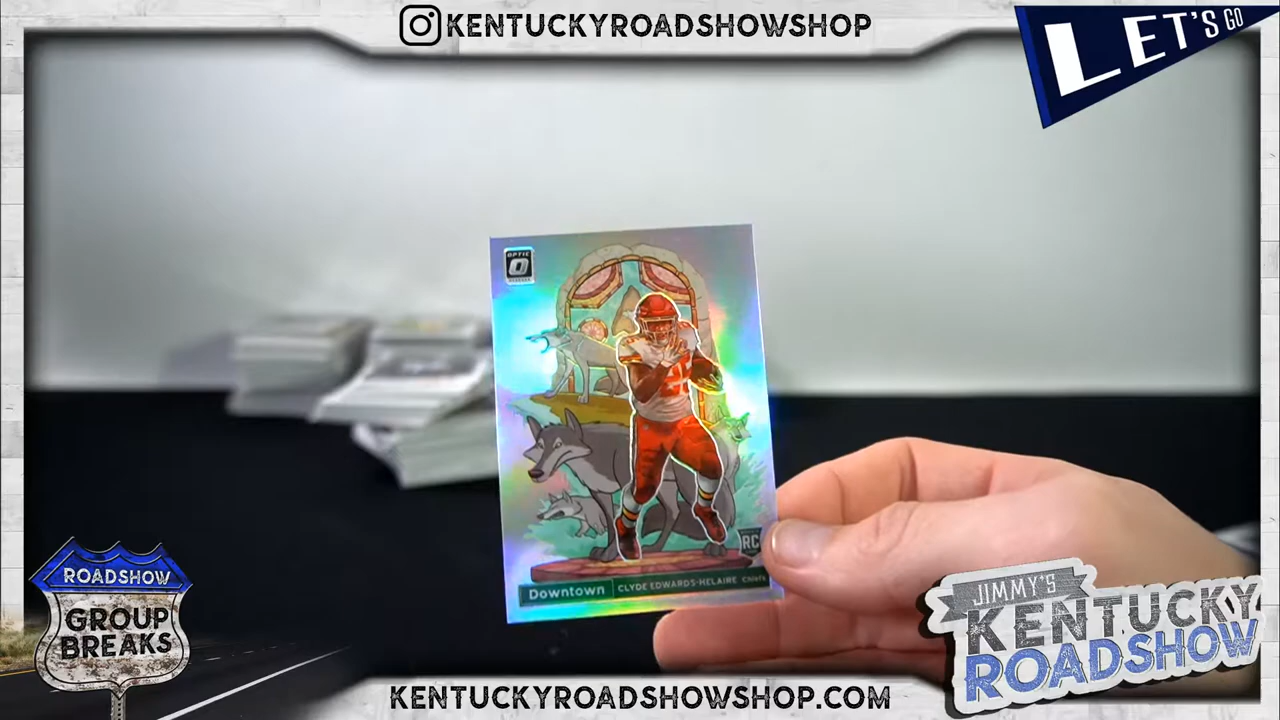 KENTUCKYROADSHOWSHOP
LET'S GO
OPTIC
RC
Downtown CLYDE EDWARDS-HELAIRE Chiefs
ROADSHOW
GROUP
BREAKS
JIMMY'S
KENTUCKY
ROADSHOW
KENTUCKYROADSHOWSHOP.COM